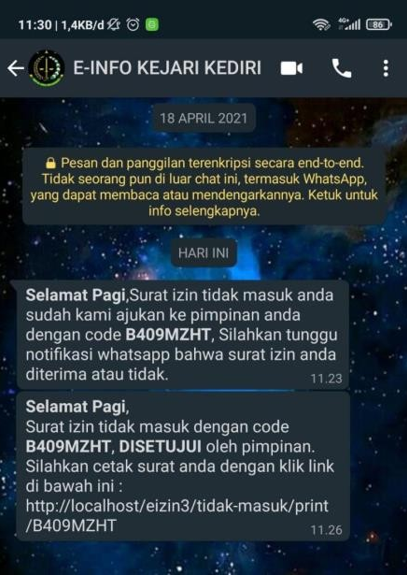 11:30 | 1,4KB/d
4G+
86
E-INFO KEJARI KEDIRI
18 APRIL 2021
Pesan dan panggilan terenkripsi secara end-to-end.
Tidak seorang pun di luar chat ini, termasuk WhatsApp,
yang dapat membaca atau mendengarkannya. Ketuk untuk
info selengkapnya.
HARI INI
Selamat Pagi,Surat izin tidak masuk anda
sudah kami ajukan ke pimpinan anda
dengan code B409MZHT, Silahkan tunggu
notifikasi whatsapp bahwa surat izin anda
diterima atau tidak.
11.23
Selamat Pagi,
Surat izin tidak masuk dengan code
B409MZHT, DISETUJUI oleh pimpinan.
Silahkan cetak surat anda dengan klik link
di bawah ini :
http://localhost/eizin3/tidak-masuk/print
/B409MZHT
11.26